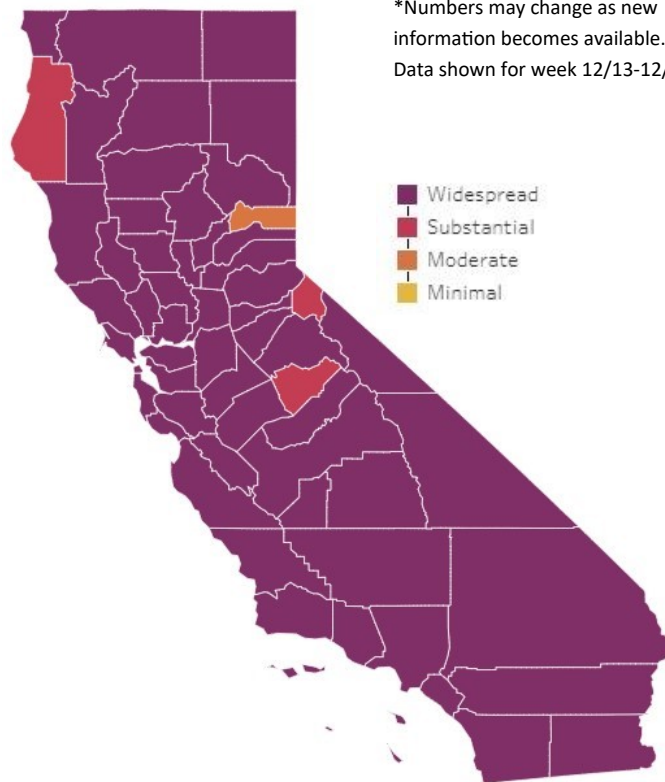 *Numbers may change as new
information becomes available.
Data shown for week 12/13-12/
Widespread
Substantial
Moderate
Minimal